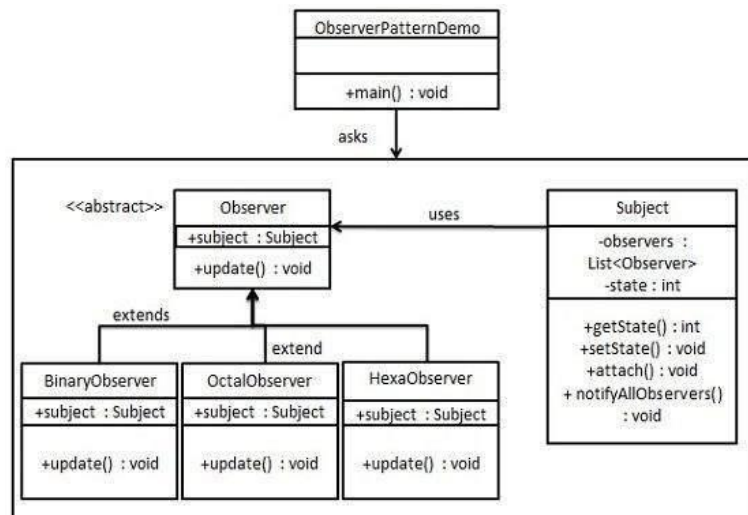 ObserverPatternDemo
+main() : void
asks
<<abstract>>
Observer
+subject : Subject
+update() : void
uses
Subject
-observers :
List<Observer>
-state : int
+getState() : int
+setState() : void
+attach() : void
+ notifyAllObservers()
: void
extends
extend
BinaryObserver
+subject : Subject
+update() : void
OctalObserver
+subject : Subject
+update() : void
HexaObserver
+subject : Subject
+update() : void